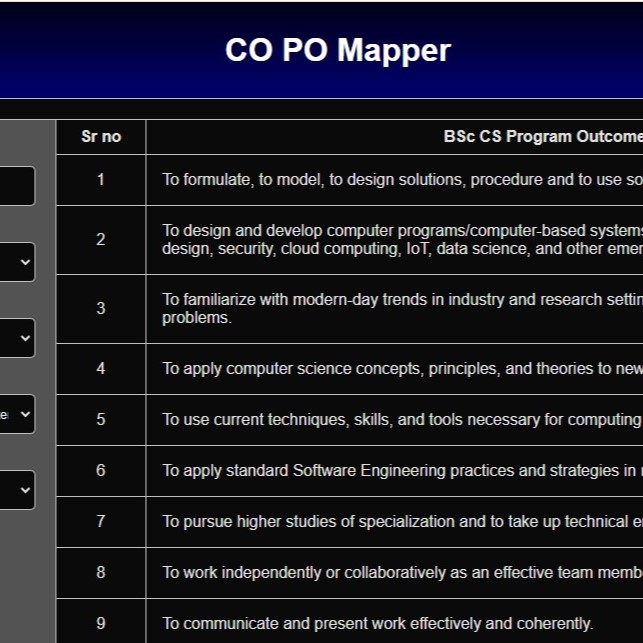 CO PO Mapper
Sr no BSc CS Program Outcome
1 To formulate, to model, to design solutions, procedure and to use so
2 To design and develop computer programs/computer-based systems
design, security, cloud computing, IoT, data science, and other emer
3 To familiarize with modern-day trends in industry and research settin
problems.
4 To apply computer science concepts, principles, and theories to new
5 To use current techniques, skills, and tools necessary for computing
6 To apply standard Software Engineering practices and strategies in
7 To pursue higher studies of specialization and to take up technical
8 To work independently or collaboratively as an effective team memb
9 To communicate and present work effectively and coherently.